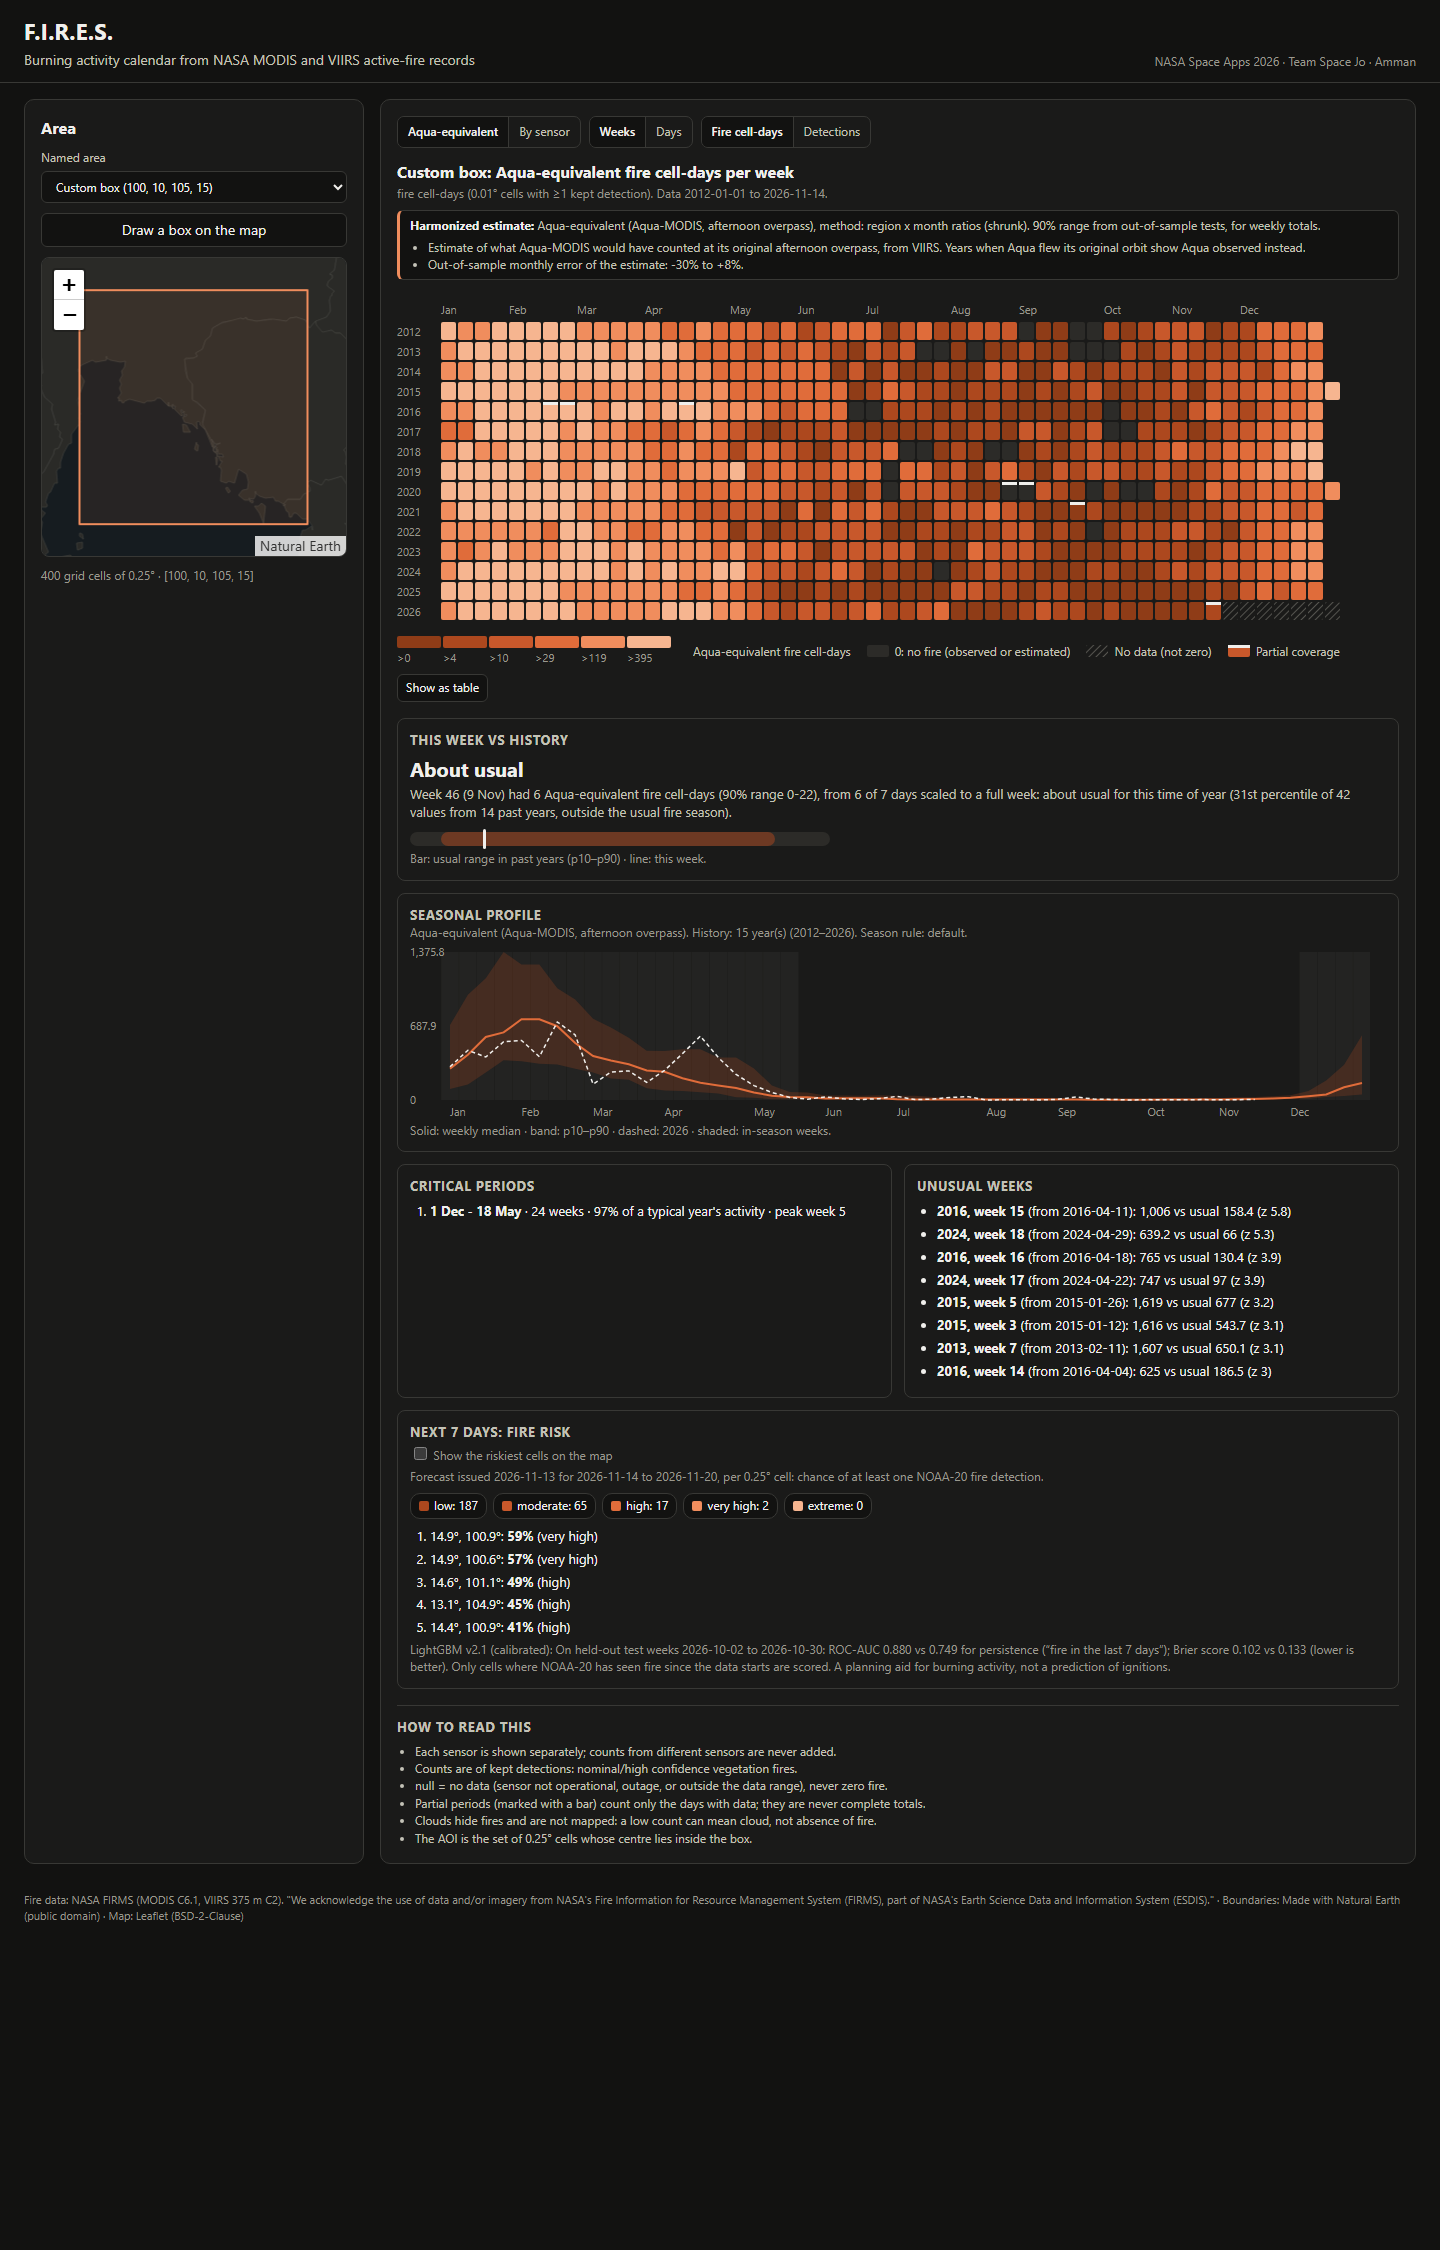 F.I.R.E.S.
Burning activity calendar from NASA MODIS and VIIRS active-fire records
NASA Space Apps 2026 · Team Space Jo · Amman
Area
Named area
Custom box (100, 10, 105, 15)
Draw a box on the map
+
−
Natural Earth
400 grid cells of 0.25° · [100, 10, 105, 15]
Aqua-equivalent By sensor Weeks Days Fire cell-days Detections
Custom box: Aqua-equivalent fire cell-days per week
fire cell-days (0.01° cells with ≥1 kept detection). Data 2012-01-01 to 2026-11-14.
Harmonized estimate: Aqua-equivalent (Aqua-MODIS, afternoon overpass), method: region x month ratios (shrunk). 90% range from out-of-sample tests, for weekly totals.
• Estimate of what Aqua-MODIS would have counted at its original afternoon overpass, from VIIRS. Years when Aqua flew its original orbit show Aqua observed instead.
• Out-of-sample monthly error of the estimate: -30% to +8%.
Jan Feb Mar Apr May Jun Jul Aug Sep Oct Nov Dec
2012
2013
2014
2015
2016
2017
2018
2019
2020
2021
2022
2023
2024
2025
2026
>0 >4 >10 >29 >119 >395
Aqua-equivalent fire cell-days 0: no fire (observed or estimated) No data (not zero) Partial coverage
Show as table
THIS WEEK VS HISTORY
About usual
Week 46 (9 Nov) had 6 Aqua-equivalent fire cell-days (90% range 0-22), from 6 of 7 days scaled to a full week: about usual for this time of year (31st percentile of 42
values from 14 past years, outside the usual fire season).
Bar: usual range in past years (p10–p90) · line: this week.
SEASONAL PROFILE
Aqua-equivalent (Aqua-MODIS, afternoon overpass). History: 15 year(s) (2012–2026). Season rule: default.
1,375.8
687.9
0
Jan Feb Mar Apr May Jun Jul Aug Sep Oct Nov Dec
Solid: weekly median · band: p10–p90 · dashed: 2026 · shaded: in-season weeks.
CRITICAL PERIODS
1. 1 Dec - 18 May · 24 weeks · 97% of a typical year's activity · peak week 5
UNUSUAL WEEKS
• 2016, week 15 (from 2016-04-11): 1,006 vs usual 158.4 (z 5.8)
• 2024, week 18 (from 2024-04-29): 639.2 vs usual 66 (z 5.3)
• 2016, week 16 (from 2016-04-18): 765 vs usual 130.4 (z 3.9)
• 2024, week 17 (from 2024-04-22): 747 vs usual 97 (z 3.9)
• 2015, week 5 (from 2015-01-26): 1,619 vs usual 677 (z 3.2)
• 2015, week 3 (from 2015-01-12): 1,616 vs usual 543.7 (z 3.1)
• 2013, week 7 (from 2013-02-11): 1,607 vs usual 650.1 (z 3.1)
• 2016, week 14 (from 2016-04-04): 625 vs usual 186.5 (z 3)
NEXT 7 DAYS: FIRE RISK
Show the riskiest cells on the map
Forecast issued 2026-11-13 for 2026-11-14 to 2026-11-20, per 0.25° cell: chance of at least one NOAA-20 fire detection.
low: 187 moderate: 65 high: 17 very high: 2 extreme: 0
1. 14.9°, 100.9°: 59% (very high)
2. 14.9°, 100.6°: 57% (very high)
3. 14.6°, 101.1°: 49% (high)
4. 13.1°, 104.9°: 45% (high)
5. 14.4°, 100.9°: 41% (high)
LightGBM v2.1 (calibrated): On held-out test weeks 2026-10-02 to 2026-10-30: ROC-AUC 0.880 vs 0.749 for persistence ("fire in the last 7 days"); Brier score 0.102 vs 0.133 (lower is
better). Only cells where NOAA-20 has seen fire since the data starts are scored. A planning aid for burning activity, not a prediction of ignitions.
HOW TO READ THIS
• Each sensor is shown separately; counts from different sensors are never added.
• Counts are of kept detections: nominal/high confidence vegetation fires.
• null = no data (sensor not operational, outage, or outside the data range), never zero fire.
• Partial periods (marked with a bar) count only the days with data; they are never complete totals.
• Clouds hide fires and are not mapped: a low count can mean cloud, not absence of fire.
• The AOI is the set of 0.25° cells whose centre lies inside the box.
Fire data: NASA FIRMS (MODIS C6.1, VIIRS 375 m C2). "We acknowledge the use of data and/or imagery from NASA's Fire Information for Resource Management System (FIRMS), part of NASA's Earth Science Data and Information System (ESDIS)." · Boundaries: Made with Natural Earth
(public domain) · Map: Leaflet (BSD-2-Clause)